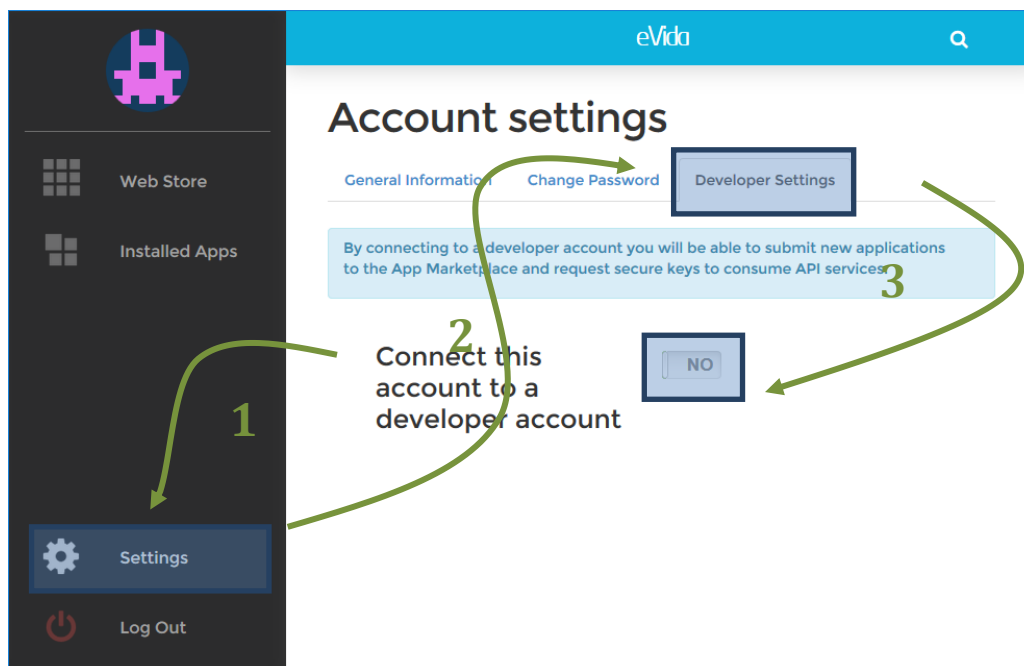 eVida
Account settings
Web Store
Installed Apps
General Information
Change Password
Developer Settings
By connecting to a developer account you will be able to submit new applications
to the App Marketplace and request secure keys to consume API services.
3
2
Connect this
account to a
developer account
NO
1
Settings
Log Out